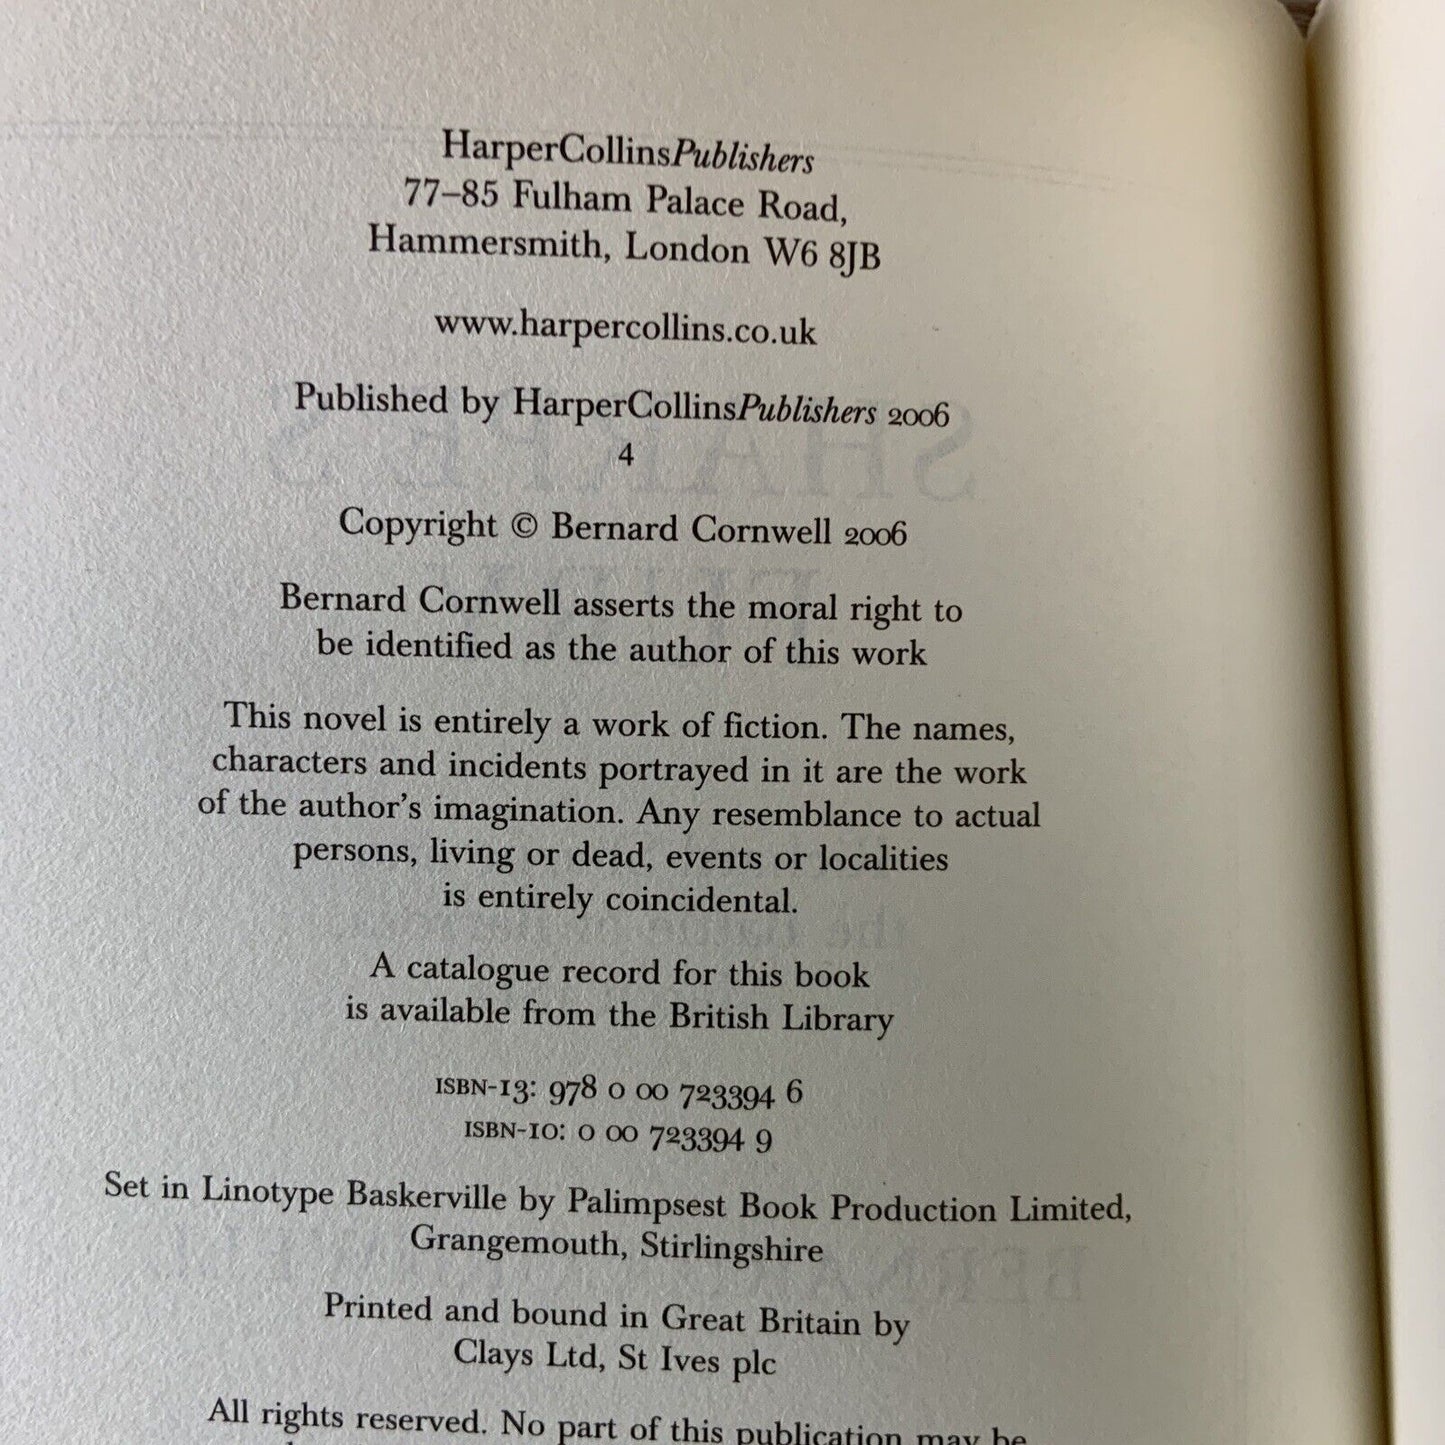 HarperCollinsPublishers
77–85 Fulham Palace Road,
Hammersmith, London W6 8JB
www.harpercollins.co.uk
Published by HarperCollinsPublishers 2006
4
Copyright © Bernard Cornwell 2006
Bernard Cornwell asserts the moral right to
be identified as the author of this work
This novel is entirely a work of fiction. The names,
characters and incidents portrayed in it are the work
of the author's imagination. Any resemblance to actual
persons, living or dead, events or localities
is entirely coincidental.
A catalogue record for this book
is available from the British Library
ISBN-13: 978 0 00 723394 6
ISBN-10: 0 00 723394 9
Set in Linotype Baskerville by Palimpsest Book Production Limited,
Grangemouth, Stirlingshire
Printed and bound in Great Britain by
Clays Ltd, St Ives plc
All rights reserved. No part of this publication may be